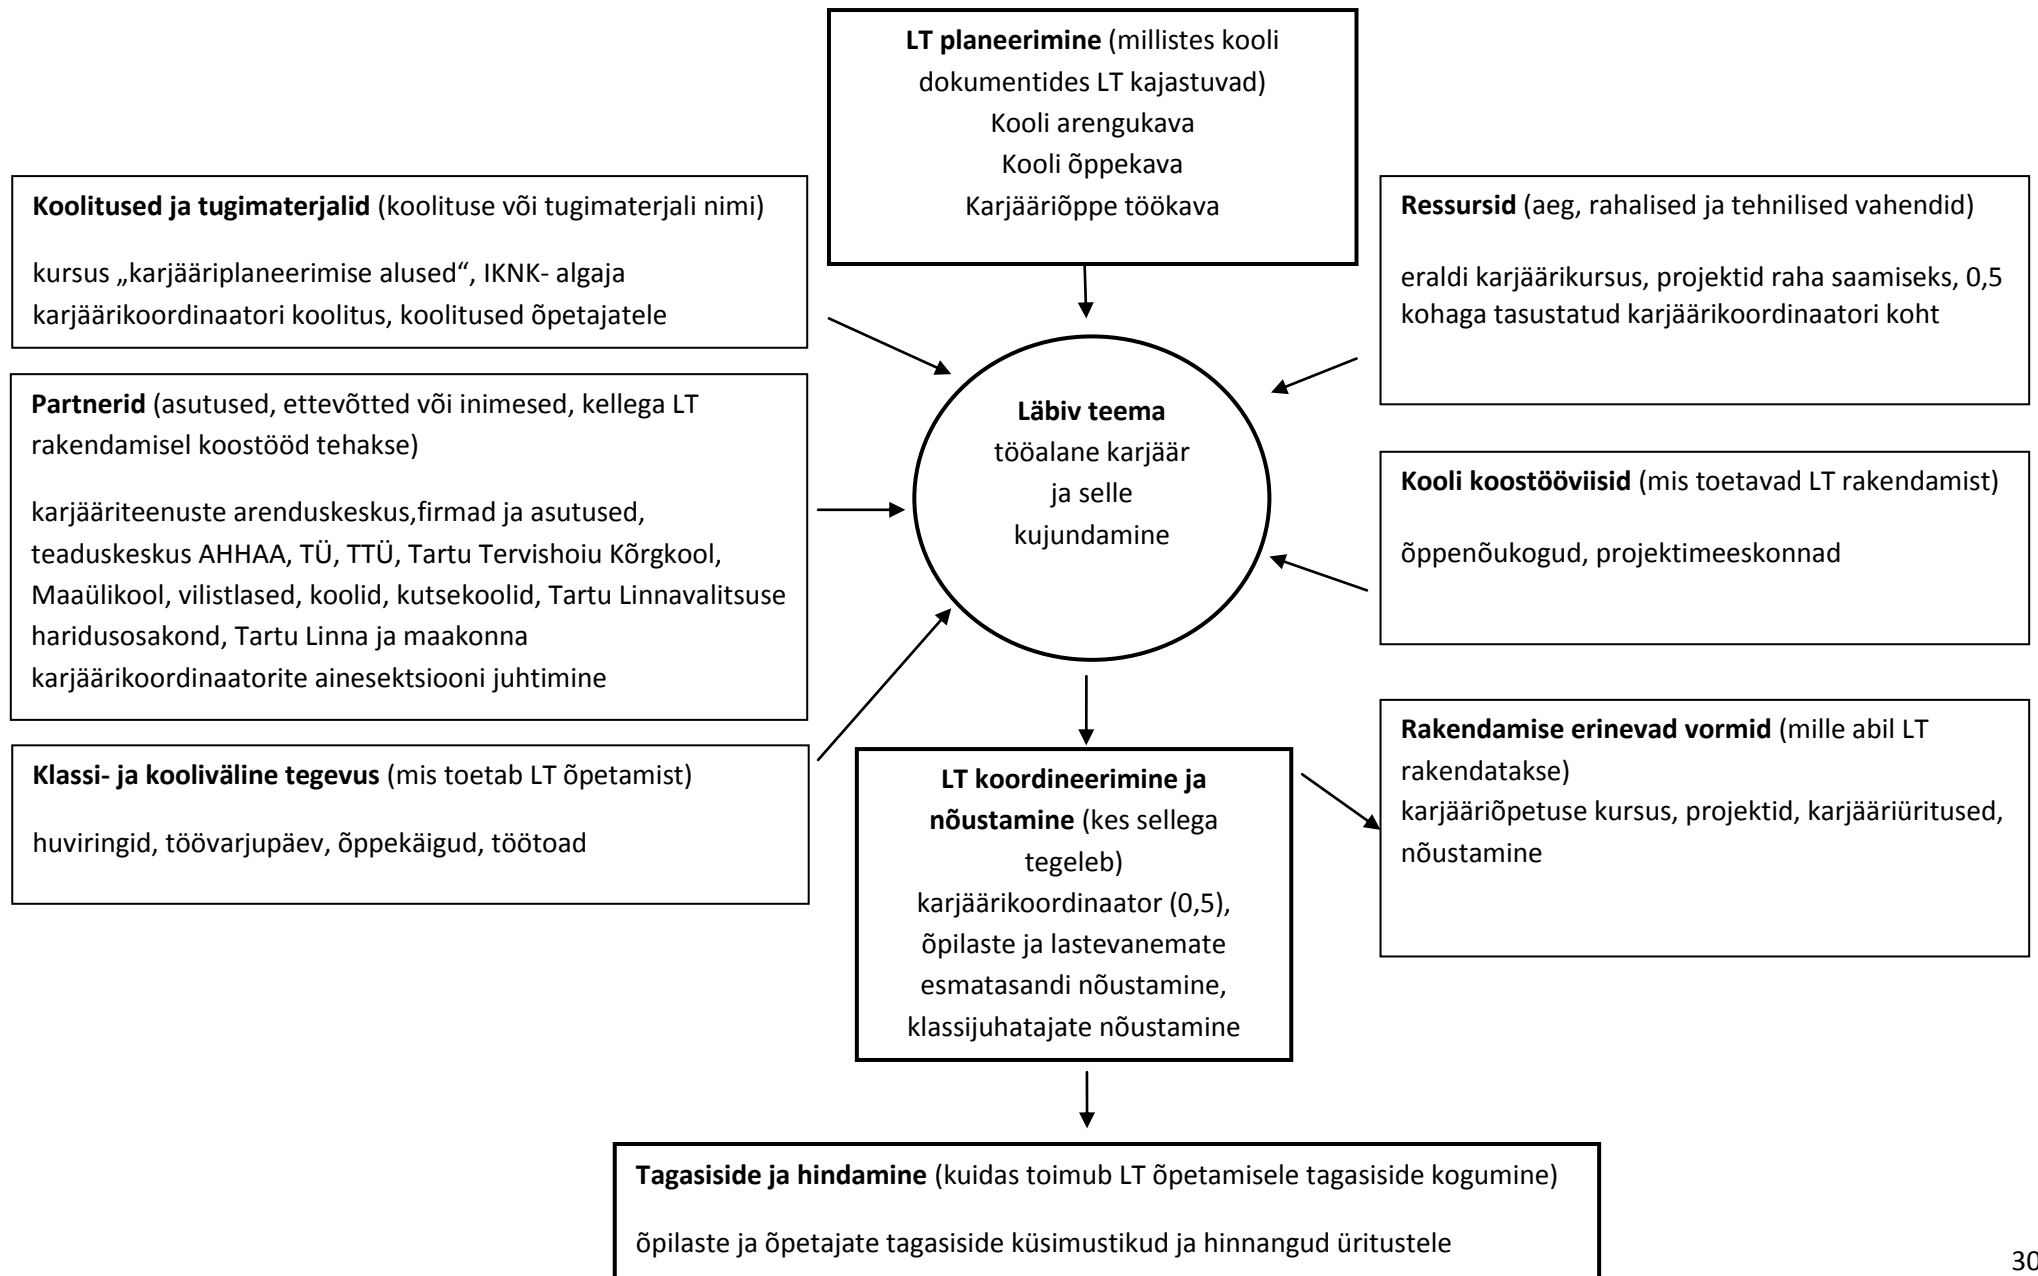 LT planeerimine (millistes kooli
dokumentides LT kajastuvad)
Kooli arengukava
Kooli õppekava
Karjääriõppe töökava
Koolitused ja tugimaterjalid (koolituse või tugimaterjali nimi)
kursus „karjääriplaneerimise alused“, IKNK- algaja
karjäärikoordinaatori koolitus, koolitused õpetajatele
Ressursid (aeg, rahalised ja tehnilised vahendid)
eraldi karjäärikursus, projektid raha saamiseks, 0,5
kohaga tasustatud karjäärikoordinaatori koht
Partnerid (asutused, ettevõtted või inimesed, kellega LT
rakendamisel koostööd tehakse)
karjääriteenuste arenduskeskus,firmad ja asutused,
teaduskeskus AHHAA, TÜ, TTÜ, Tartu Tervishoiu Kõrgkool,
Maaülikool, vilistlased, koolid, kutsekoolid, Tartu Linnavalitsuse
haridusosakond, Tartu Linna ja maakonna
karjäärikoordinaatorite ainesektsiooni juhtimine
Läbiv teema
tööalane karjäär
ja selle
kujundamine
Kooli koostööviisid (mis toetavad LT rakendamist)
õppenõukogud, projektimeeskonnad
Klassi- ja kooliväline tegevus (mis toetab LT õpetamist)
huviringid, töövarjupäev, õppekäigud, töötoad
LT koordineerimine ja
nõustamine (kes sellega
tegeleb)
karjäärikoordinaator (0,5),
õpilaste ja lastevanemate
esmatasandi nõustamine,
klassijuhatajate nõustamine
Rakendamise erinevad vormid (mille abil LT
rakendatakse)
karjääriõpetuse kursus, projektid, karjääriüritused,
nõustamine
Tagasiside ja hindamine (kuidas toimub LT õpetamisele tagasiside kogumine)
õpilaste ja õpetajate tagasiside küsimustikud ja hinnangud üritustele
30